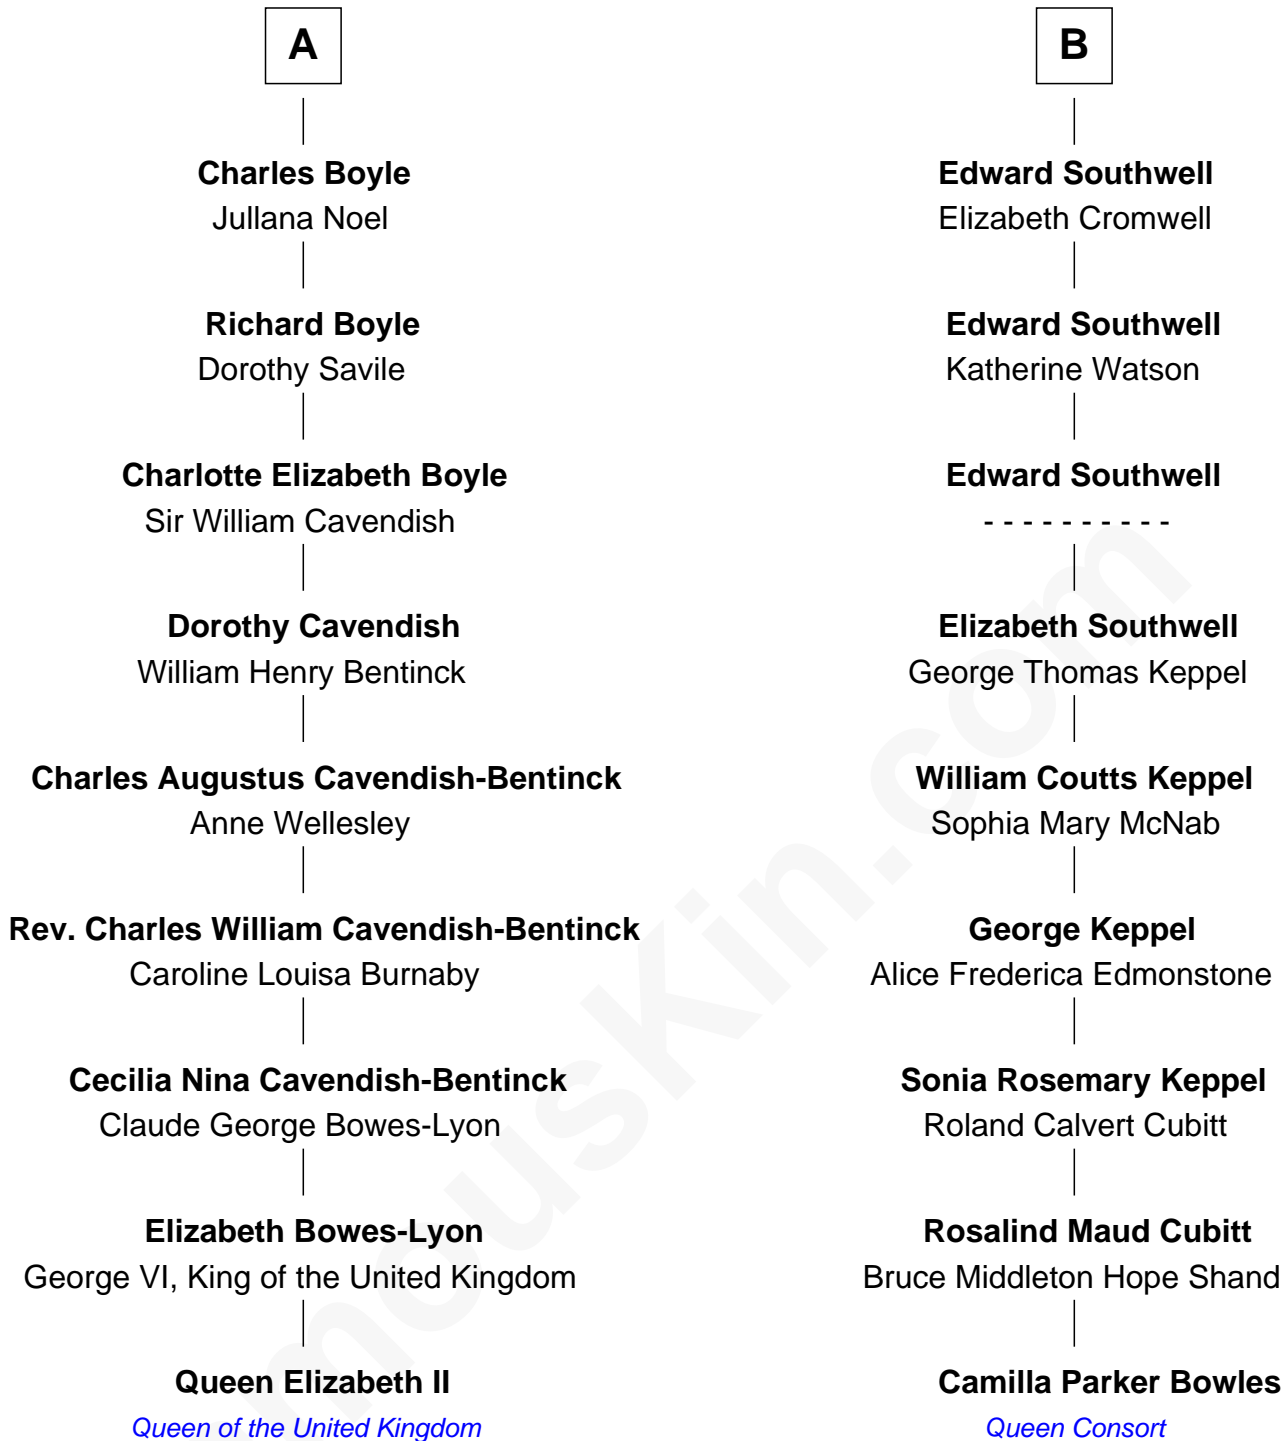 A
Charles Boyle
Jullana Noel
Richard Boyle
Dorothy Savile
Charlotte Elizabeth Boyle
Sir William Cavendish
Dorothy Cavendish
William Henry Bentinck
Charles Augustus Cavendish-Bentinck
Anne Wellesley
Rev. Charles William Cavendish-Bentinck
Caroline Louisa Burnaby
Cecilia Nina Cavendish-Bentinck
Claude George Bowes-Lyon
Elizabeth Bowes-Lyon
George VI, King of the United Kingdom
Queen Elizabeth II
Queen of the United Kingdom
B
Edward Southwell
Elizabeth Cromwell
Edward Southwell
Katherine Watson
Edward Southwell
- - - - - - - - - -
Elizabeth Southwell
George Thomas Keppel
William Coutts Keppel
Sophia Mary McNab
George Keppel
Alice Frederica Edmonstone
Sonia Rosemary Keppel
Roland Calvert Cubitt
Rosalind Maud Cubitt
Bruce Middleton Hope Shand
Camilla Parker Bowles
Queen Consort
mousKin.com